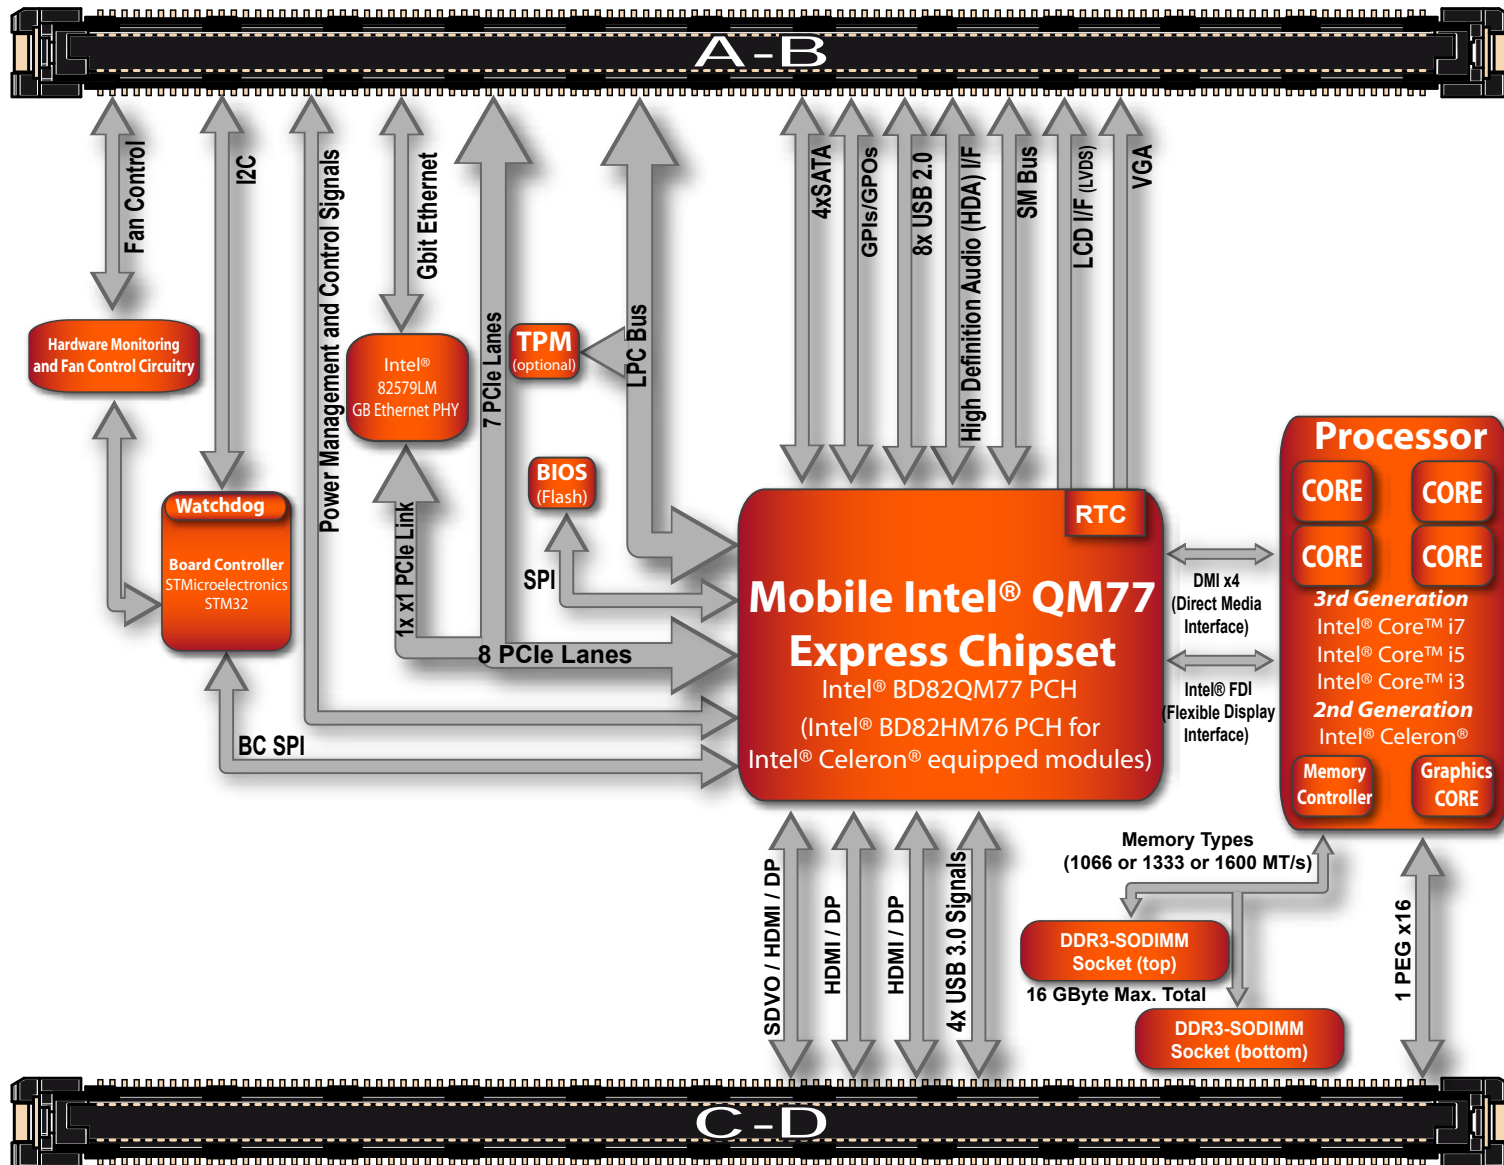 A-B
Fan Control
I2C
Power Management and Control Signals
Gbit Ethernet
7 PCIe Lanes
LPC Bus
4xSATA
GPIs/GPOs
8x USB 2.0
High Definition Audio (HDA) I/F
SM Bus
LCD I/F (LVDS)
VGA
Hardware Monitoring
and Fan Control Circuitry
Intel®
82579LM
GB Ethernet PHY
TPM
(optional)
BIOS
(Flash)
SPI
1x x1 PCIe Link
8 PCIe Lanes
Watchdog
Board Controller
STMicroelectronics
STM32
BC SPI
RTC
Mobile Intel® QM77
Express Chipset
Intel® BD82QM77 PCH
(Intel® BD82HM76 PCH for
Intel® Celeron® equipped modules)
DMI x4
(Direct Media
Interface)
Intel® FDI
(Flexible Display
Interface)
Processor
CORE
CORE
CORE
CORE
3rd Generation
Intel® Core™ i7
Intel® Core™ i5
Intel® Core™ i3
2nd Generation
Intel® Celeron®
Memory
Controller
Graphics
CORE
Memory Types
(1066 or 1333 or 1600 MT/s)
DDR3-SODIMM
Socket (top)
16 GByte Max. Total
DDR3-SODIMM
Socket (bottom)
SDVO / HDMI / DP
HDMI / DP
HDMI / DP
4x USB 3.0 Signals
1 PEG x16
C-D